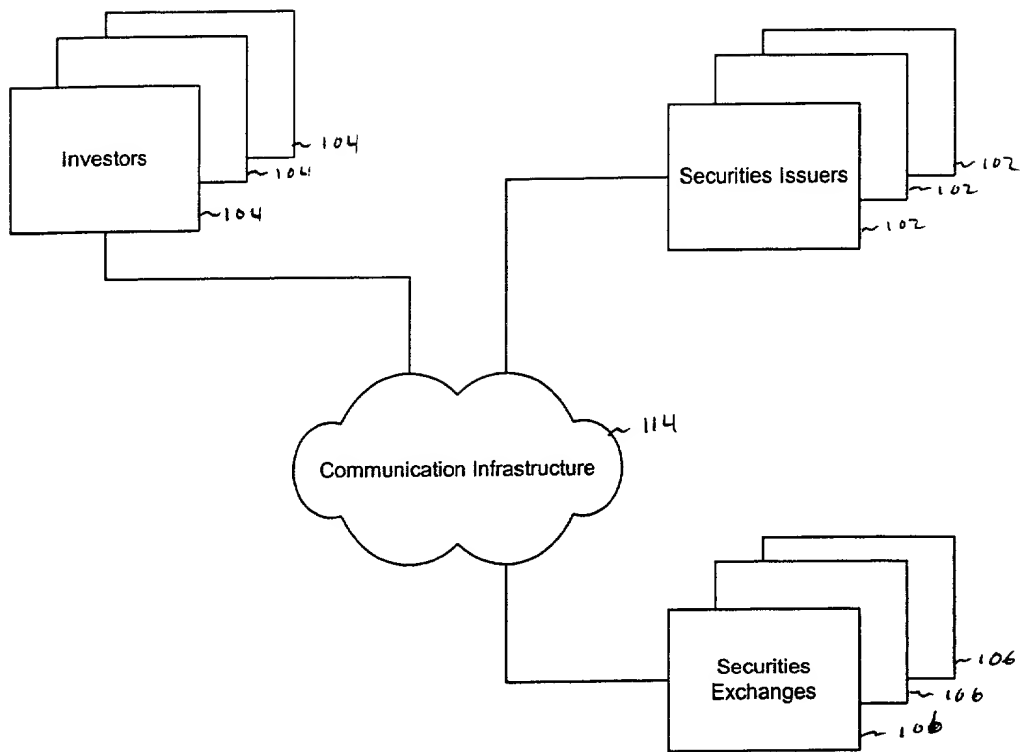 Investors
104
104
104
Securities Issuers
102
102
102
Communication Infrastructure
114
Securities
Exchanges
106
106
106